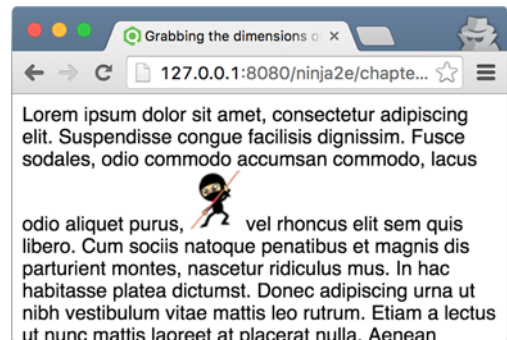 Grabbing the dimensions of
127.0.0.1:8080/ninja2e/chapte...
Lorem ipsum dolor sit amet, consectetur adipiscing
elit. Suspendisse congue facilisis dignissim. Fusce
sodales, odio commodo accumsan commodo, lacus
odio aliquet purus, vel rhoncus elit sem quis
libero. Cum sociis natoque penatibus et magnis dis
parturient montes, nascetur ridiculus mus. In hac
habitasse platea dictumst. Donec adipiscing urna ut
nibh vestibulum vitae mattis leo rutrum. Etiam a lectus
ut nunc mattis laoreet at placerat nulla. Aenean